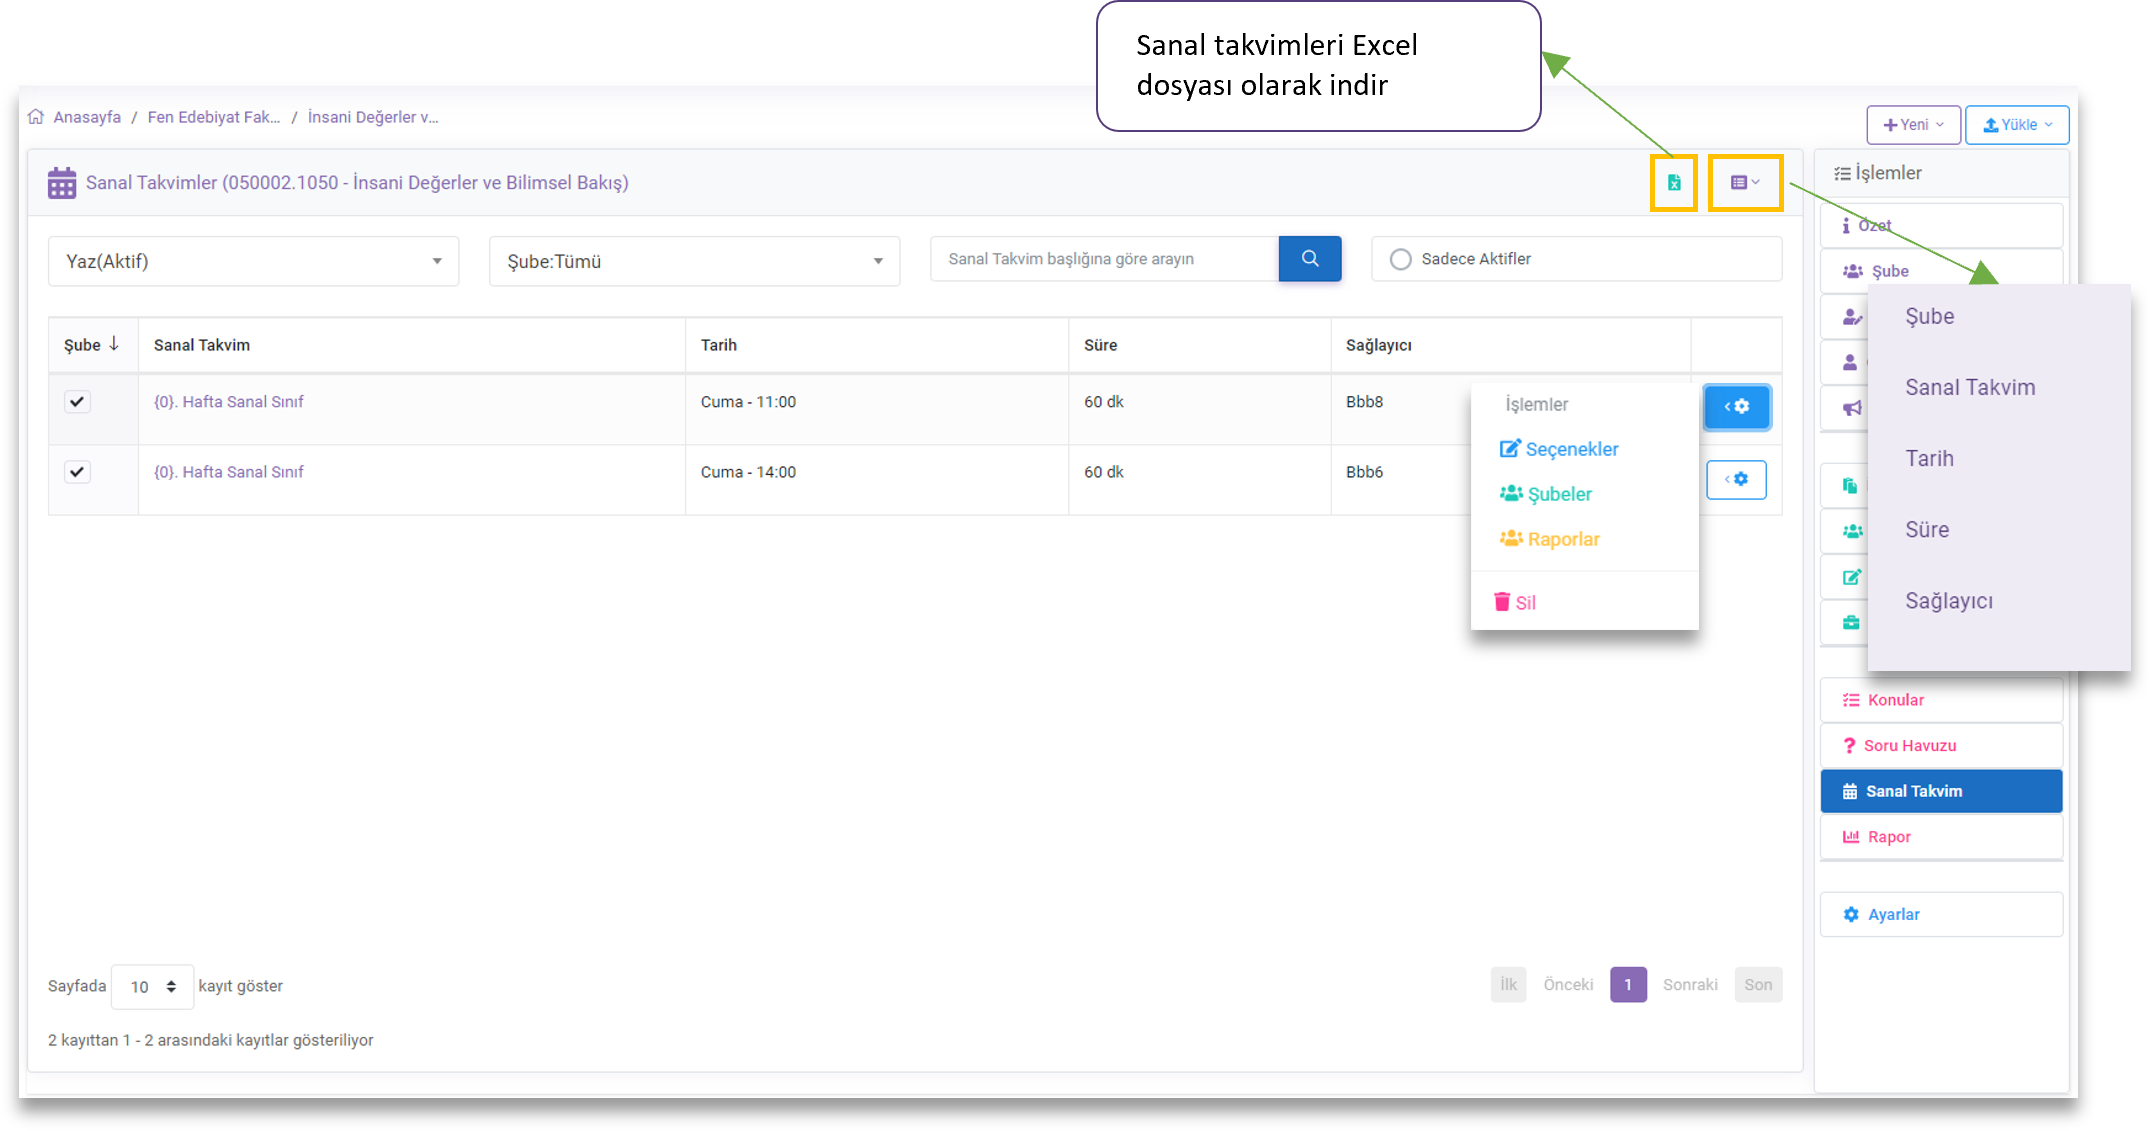 Sanal takvimleri Excel
dosyası olarak indir
Anasayfa / Fen Edebiyat Fak... / İnsani Değerler v...
Yeni
Yükle
Sanal Takvimler (050002.1050 - İnsani Değerler ve Bilimsel Bakış)
İşlemler
Yaz(Aktif)
Şube:Tümü
Sanal Takvim başlığına göre arayın
Sadece Aktifler
Şube Sanal Takvim Tarih Süre Sağlayıcı
{0}. Hafta Sanal Sınıf Cuma - 11:00 60 dk Bbb8
{0}. Hafta Sanal Sınıf Cuma - 14:00 60 dk Bbb6
İşlemler
Seçenekler
Şubeler
Raporlar
Sil
Özet
Şube
Şube
Sanal Takvim
Tarih
Süre
Sağlayıcı
Konular
Soru Havuzu
Sanal Takvim
Rapor
Ayarlar
Sayfada 10 kayıt göster
İlk Önceki 1 Sonraki Son
2 kayıttan 1 - 2 arasındaki kayıtlar gösteriliyor